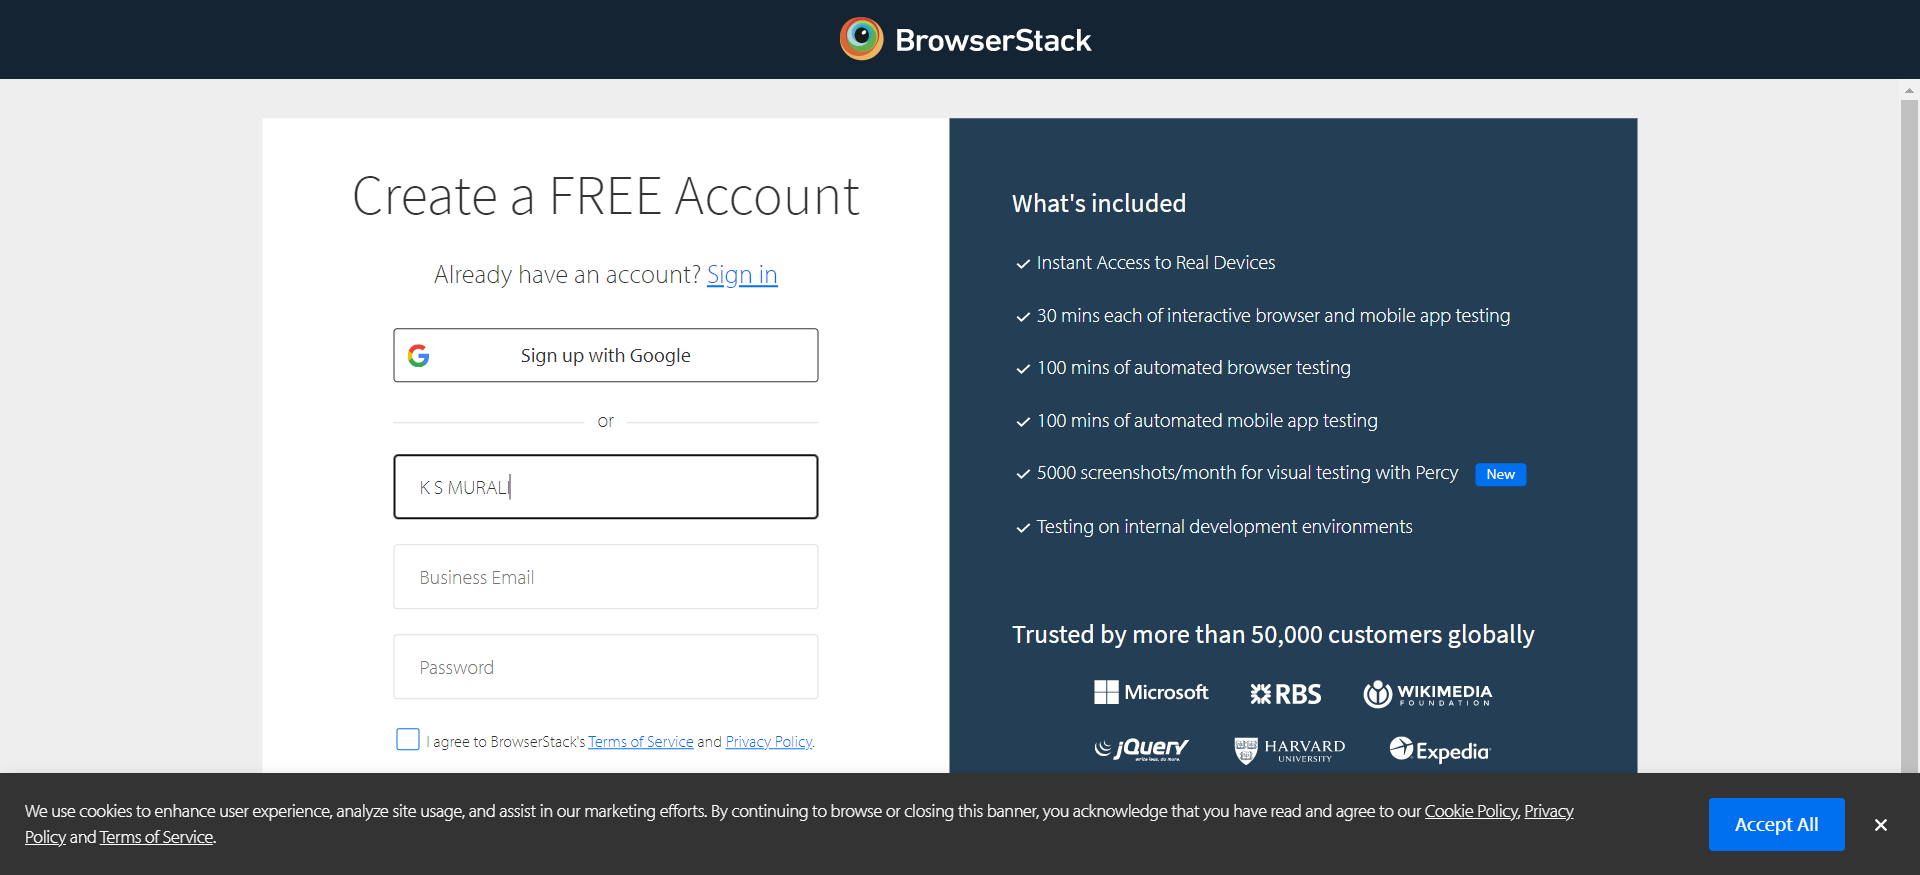 BrowserStack
Create a FREE Account
Already have an account? Sign in
Sign up with Google
or
K S MURALI
Business Email
Password
I agree to BrowserStack's Terms of Service and Privacy Policy.
What's included
Instant Access to Real Devices
30 mins each of interactive browser and mobile app testing
100 mins of automated browser testing
100 mins of automated mobile app testing
5000 screenshots/month for visual testing with Percy New
Testing on internal development environments
Trusted by more than 50,000 customers globally
Microsoft RBS WIKIMEDIA FOUNDATION
jQuery write less, do more. HARVARD UNIVERSITY Expedia
We use cookies to enhance user experience, analyze site usage, and assist in our marketing efforts. By continuing to browse or closing this banner, you acknowledge that you have read and agree to our Cookie Policy, Privacy
Policy and Terms of Service.
Accept All